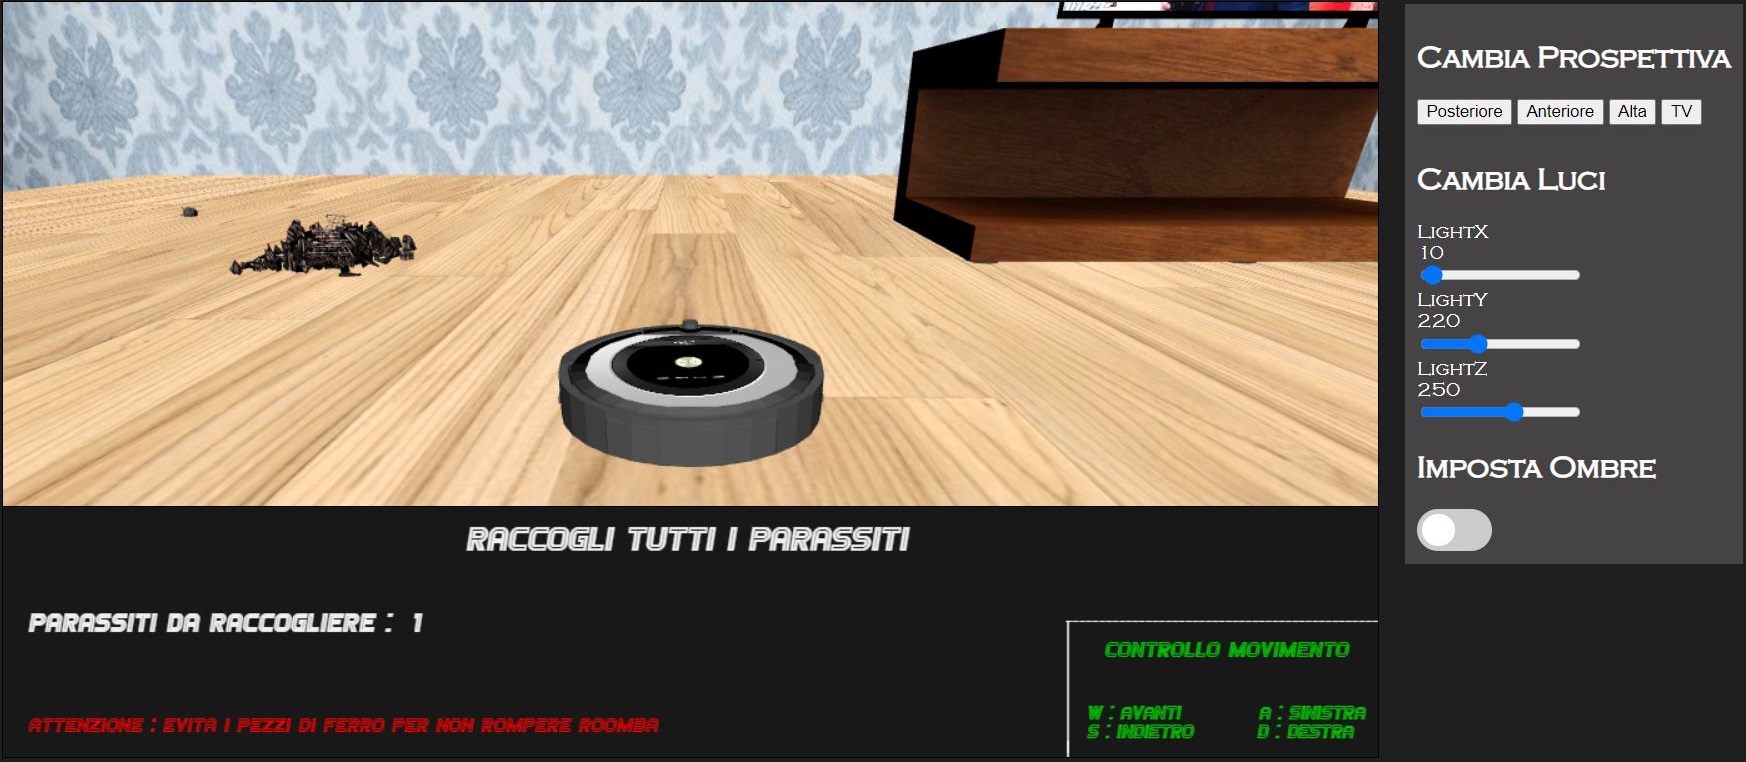 RACCOGLI TUTTI I PARASSITI
PARASSITI DA RACCOGLIERE : 1
ATTENZIONE : EVITA I PEZZI DI FERRO PER NON ROMPERE ROOMBA
CONTROLLO MOVIMENTO
W : AVANTI A : SINISTRA
S : INDIETRO D : DESTRA
Cambia Prospettiva
Posteriore Anteriore Alta TV
Cambia Luci
LightX
10
LightY
220
LightZ
250
Imposta Ombre